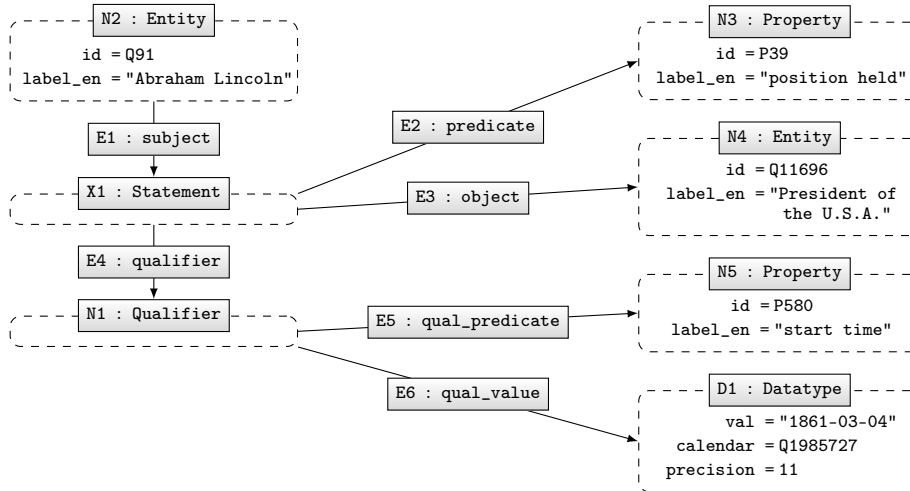 N2 : Entity
id = Q91
label_en = "Abraham Lincoln"
E1 : subject
X1 : Statement
E4 : qualifier
N1 : Qualifier
E2 : predicate
E3 : object
E5 : qual_predicate
E6 : qual_value
N3 : Property
id = P39
label_en = "position held"
N4 : Entity
id = Q11696
label_en = "President of
the U.S.A."
N5 : Property
id = P580
label_en = "start time"
D1 : Datatype
val = "1861-03-04"
calendar = Q1985727
precision = 11